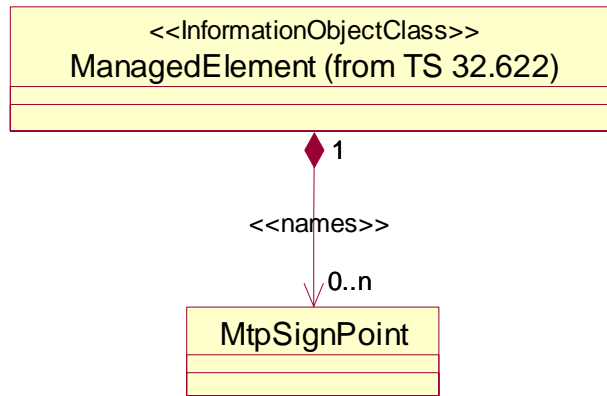 <<InformationObjectClass>>
ManagedElement (from TS 32.622)
1
<<names>>
0..n
MtpSignPoint